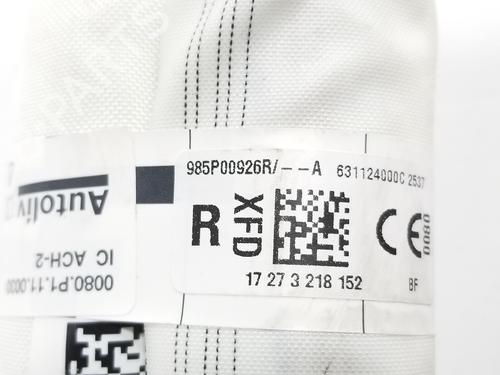 985P00926R/--A 631124000C 2537
R
XFD
CE
0080
17 27 3 218 152
BF
Autoliv
IC ACH-2
0080.P1.11.0030